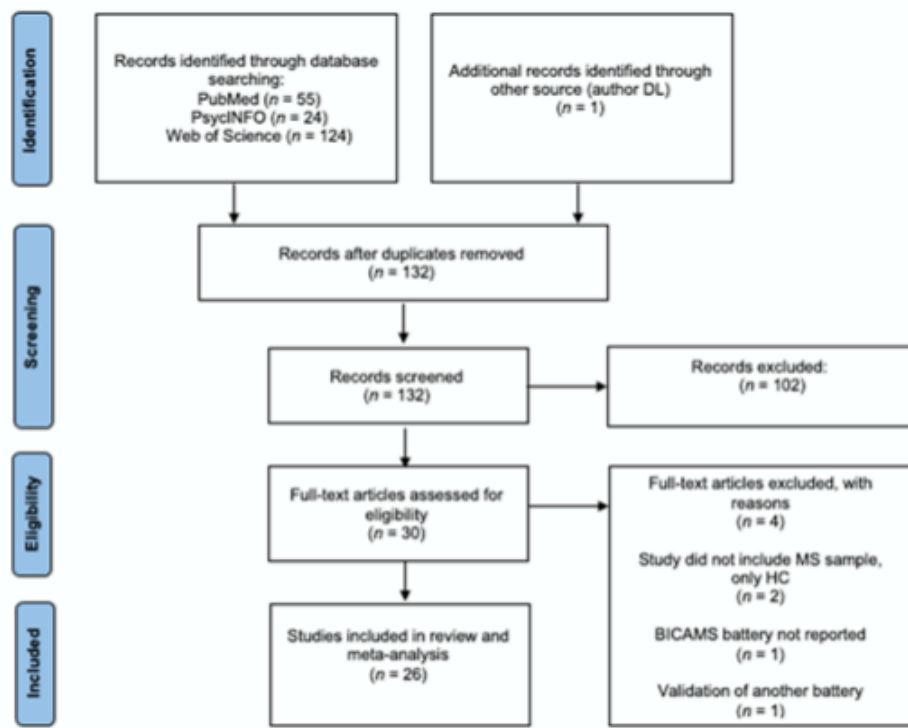 Identification
Records identified through database
searching:
PubMed (n = 55)
PsycINFO (n = 24)
Web of Science (n = 124)
Additional records identified through
other source (author DL)
(n = 1)
Screening
Records after duplicates removed
(n = 132)
Records screened
(n = 132)
Records excluded:
(n = 102)
Eligibility
Full-text articles assessed for
eligibility
(n = 30)
Full-text articles excluded, with
reasons
(n = 4)
Study did not include MS sample,
only HC
(n = 2)
BICAMS battery not reported
(n = 1)
Validation of another battery
(n = 1)
Included
Studies included in review and
meta-analysis
(n = 26)